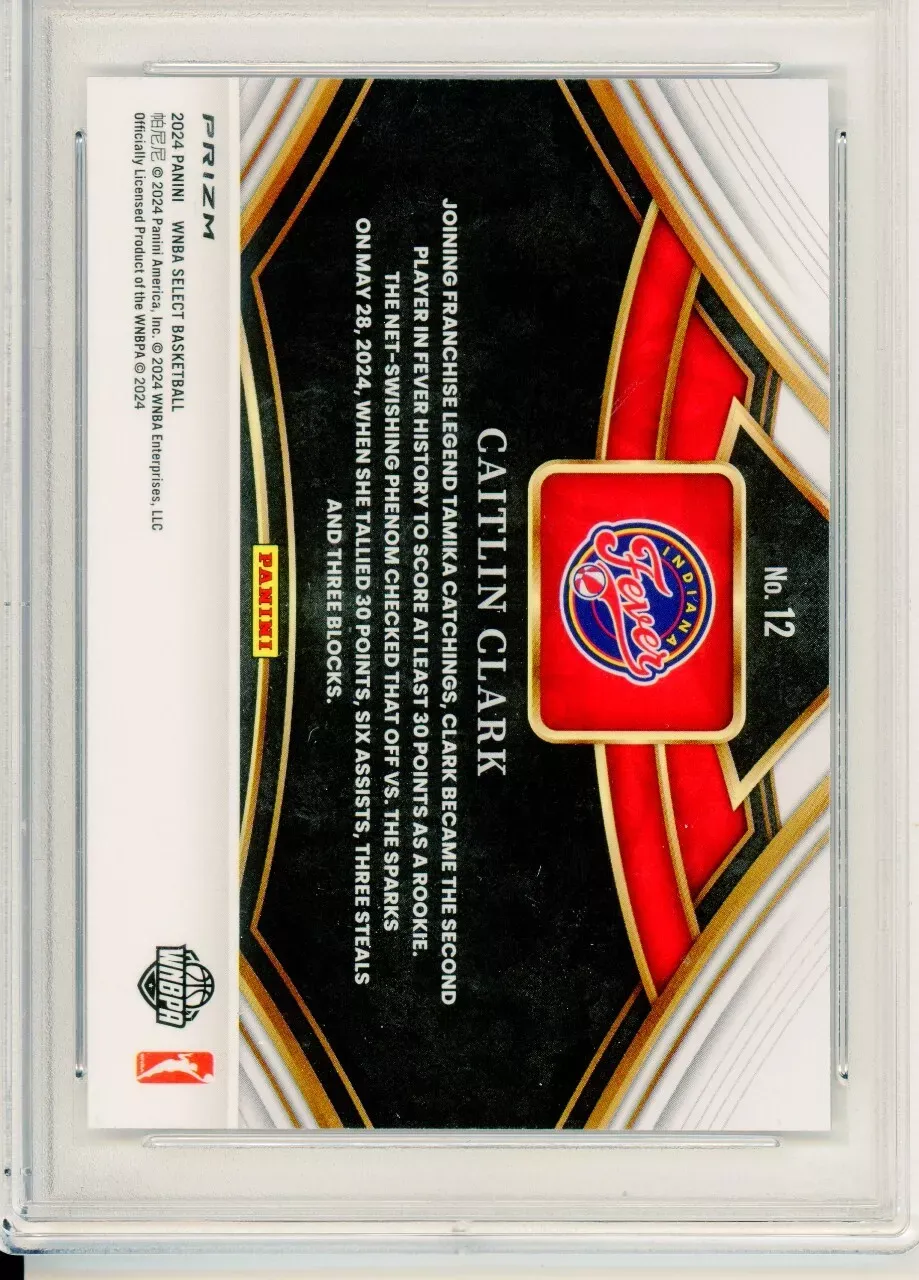 No. 12
INDIANA
Fever
CAITLIN CLARK
JOINING FRANCHISE LEGEND TAMIKA CATCHINGS, CLARK BECAME THE SECOND
PLAYER IN FEVER HISTORY TO SCORE AT LEAST 30 POINTS AS A ROOKIE.
THE NET-SWISHING PHENOM CHECKED THAT OFF VS. THE SPARKS
ON MAY 28, 2024, WHEN SHE TALLIED 30 POINTS, SIX ASSISTS, THREE STEALS
AND THREE BLOCKS.
PANINI
PRIZM
2024 PANINI WNBA SELECT BASKETBALL
帕尼尼 © 2024 Panini America, Inc. © 2024 WNBA Enterprises, LLC
Officially Licensed Product of the WNBPA © 2024
WNBPA